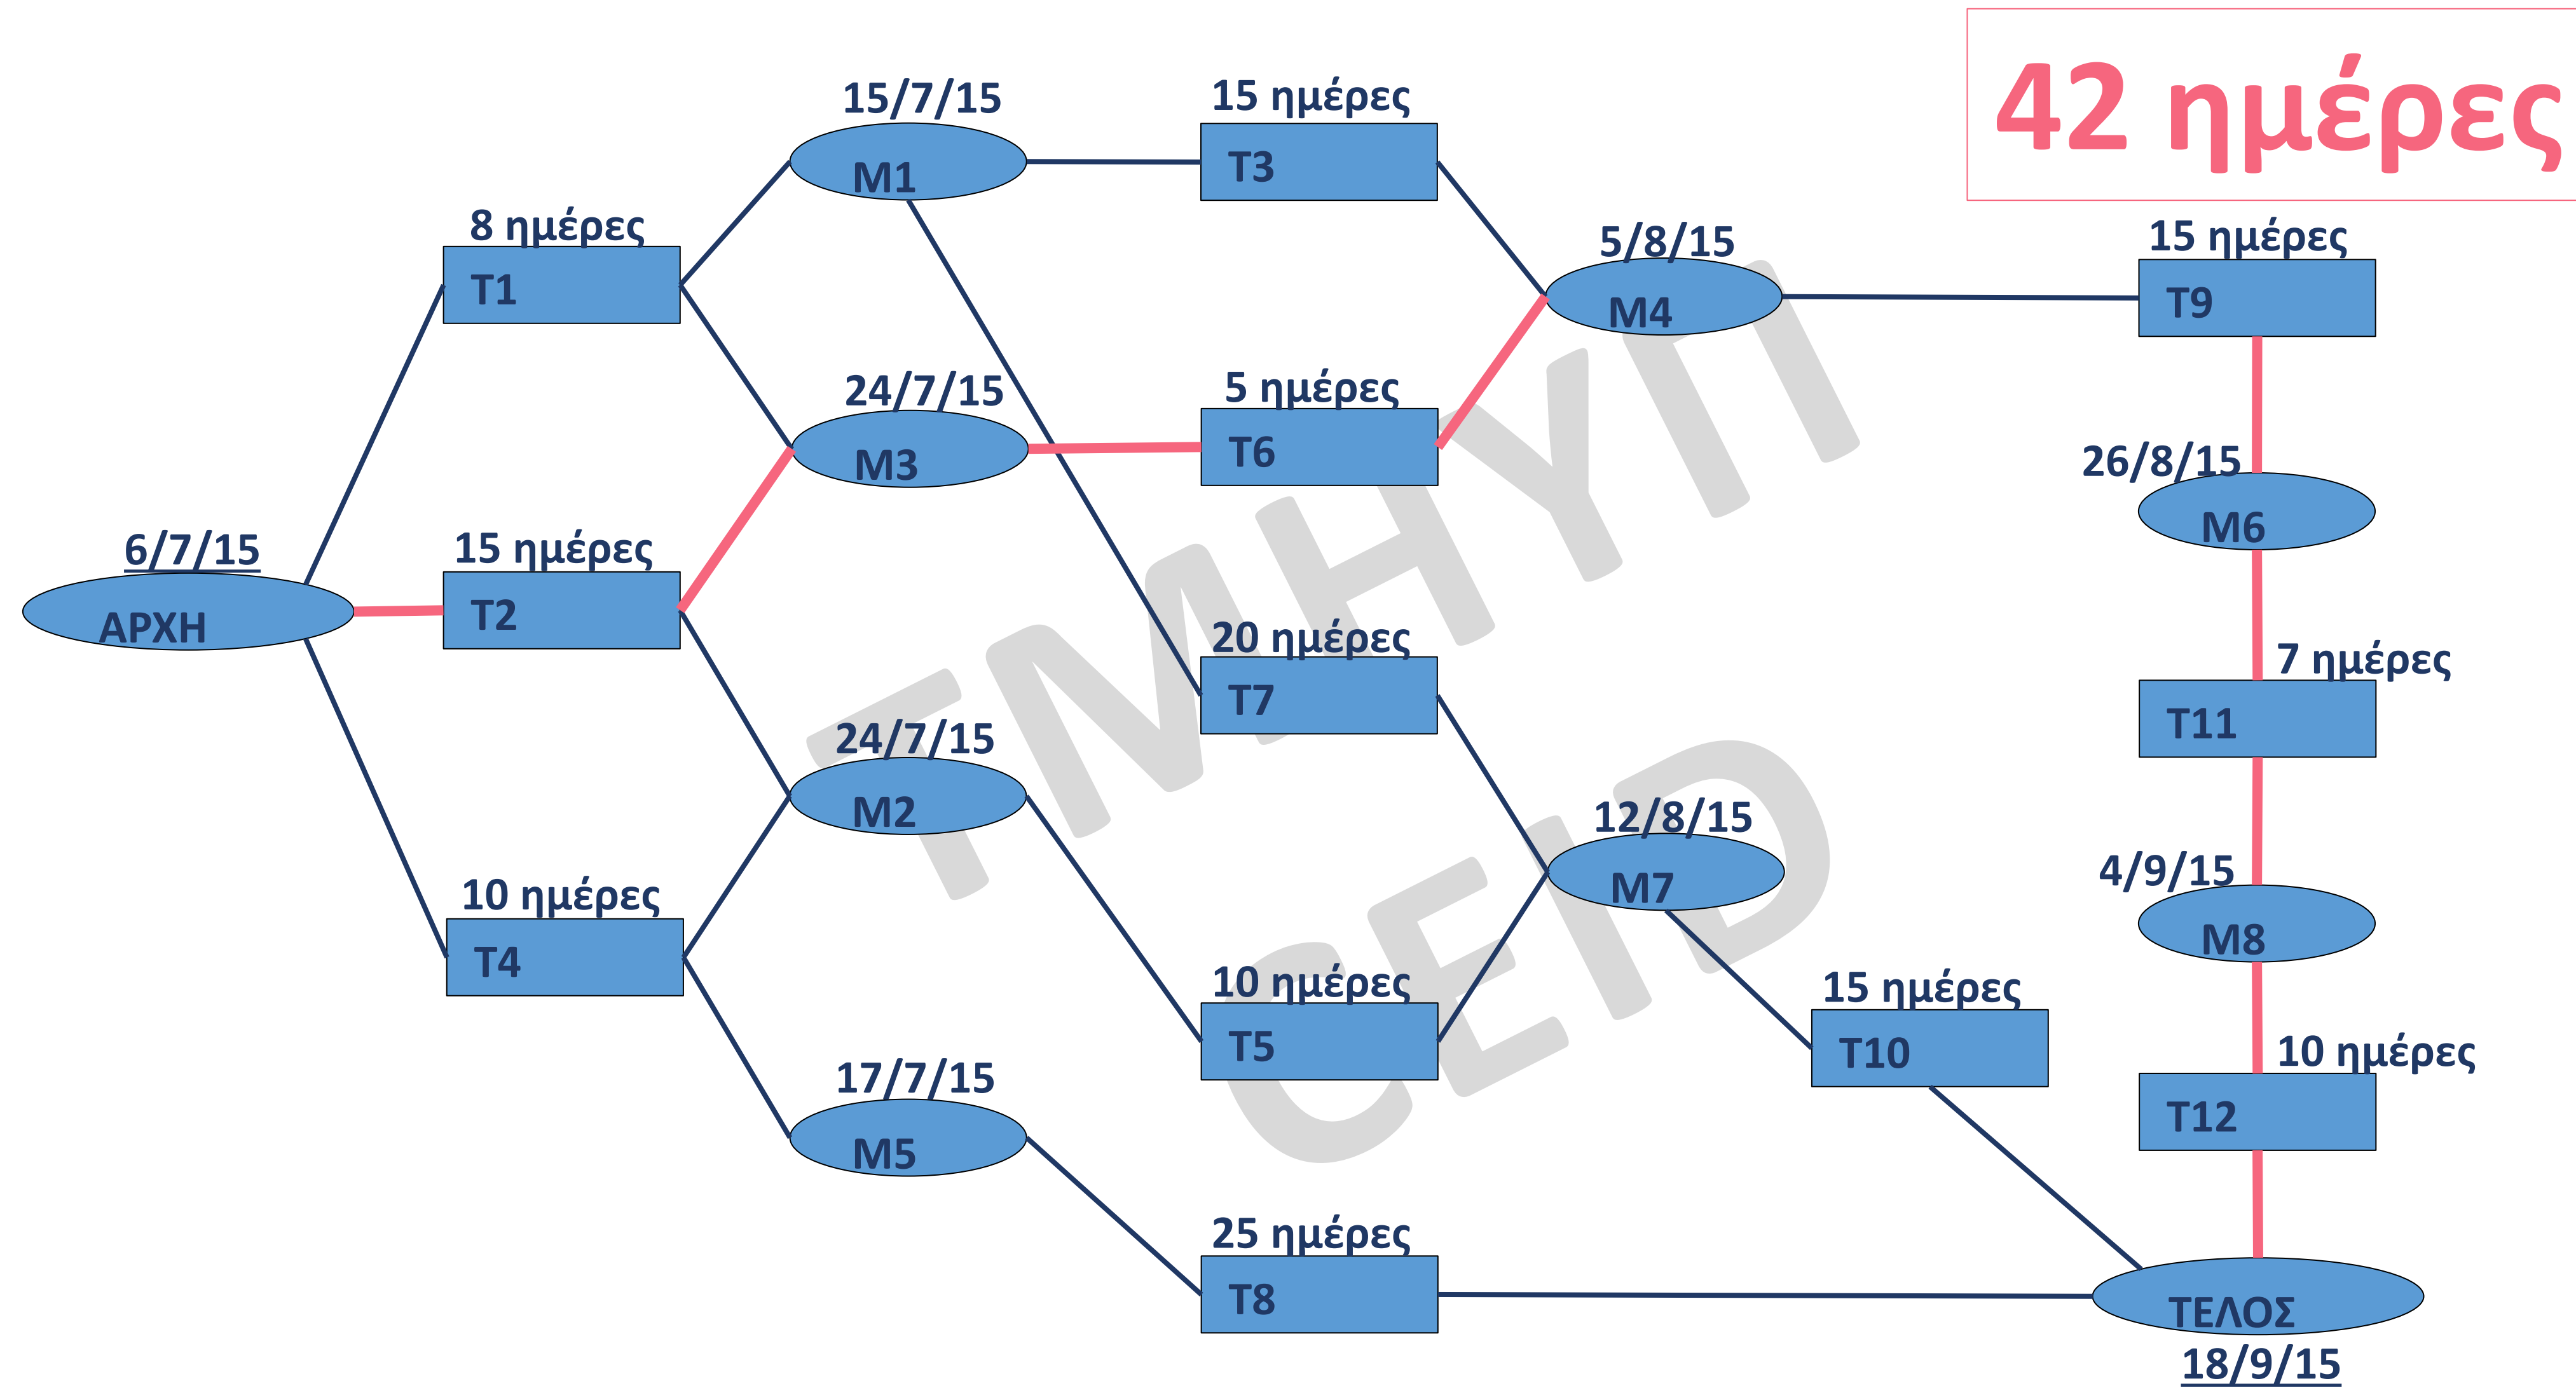 42 ημέρες
15/7/15
15 ημέρες
M1
T3
8 ημέρες
T1
5/8/15
M4
15 ημέρες
T9
24/7/15
M3
5 ημέρες
T6
26/8/15
M6
6/7/15
ΑΡΧΗ
15 ημέρες
T2
20 ημέρες
T7
7 ημέρες
T11
24/7/15
M2
12/8/15
M7
4/9/15
M8
10 ημέρες
T4
10 ημέρες
T5
15 ημέρες
T10
10 ημέρες
T12
17/7/15
M5
25 ημέρες
T8
ΤΕΛΟΣ
18/9/15
ΤΜΗΥΠ
CEID